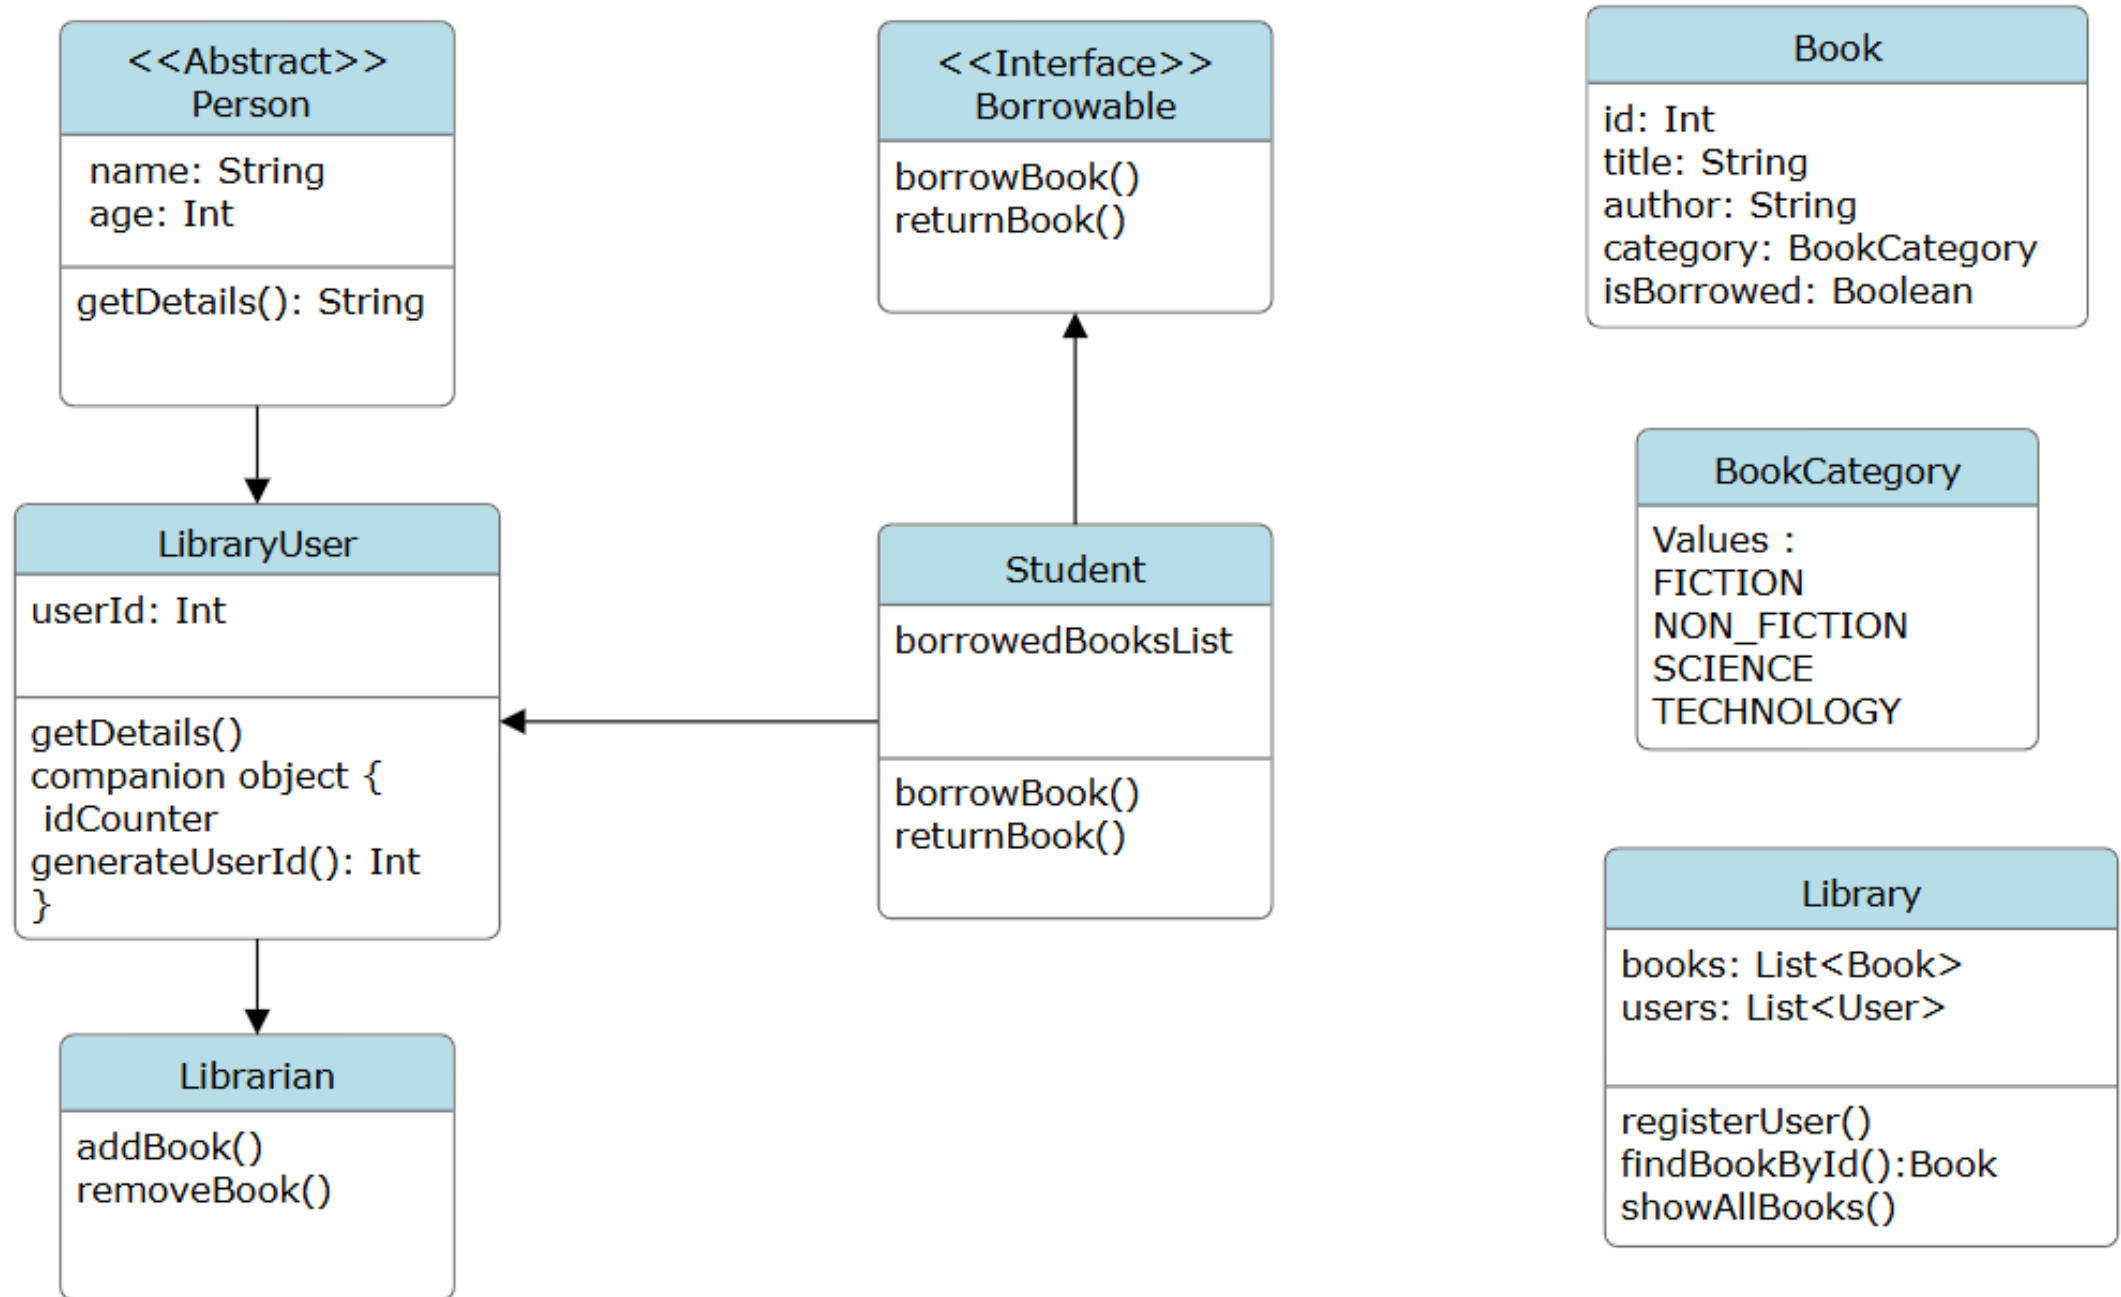 <<Abstract>>
Person
name: String
age: Int
getDetails(): String
<<Interface>>
Borrowable
borrowBook()
returnBook()
Book
id: Int
title: String
author: String
category: BookCategory
isBorrowed: Boolean
LibraryUser
userId: Int
getDetails()
companion object {
idCounter
generateUserId(): Int
}
Student
borrowedBooksList
borrowBook()
returnBook()
BookCategory
Values :
FICTION
NON_FICTION
SCIENCE
TECHNOLOGY
Librarian
addBook()
removeBook()
Library
books: List<Book>
users: List<User>
registerUser()
findBookById():Book
showAllBooks()